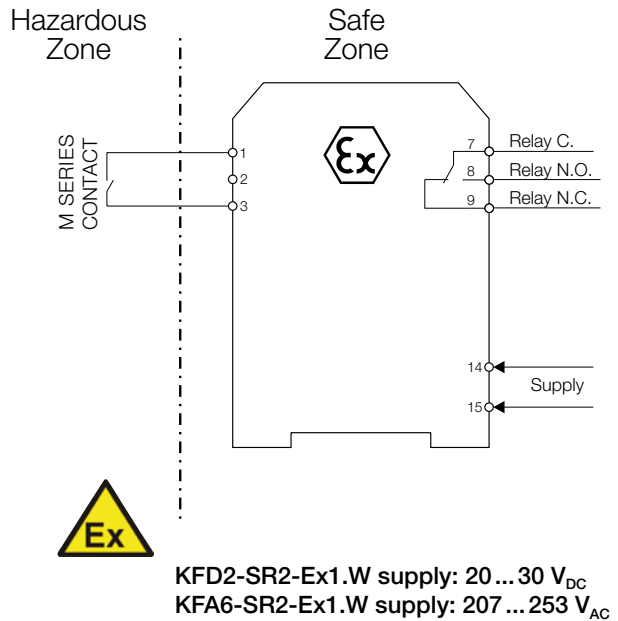 Hazardous
Zone
Safe
Zone
M SERIES
CONTACT
1
2
3
Ex
7
Relay C.
8
Relay N.O.
9
Relay N.C.
14
Supply
15
Ex
KFD2-SR2-Ex1.W supply: 20...30 VDC
KFA6-SR2-Ex1.W supply: 207...253 VAC